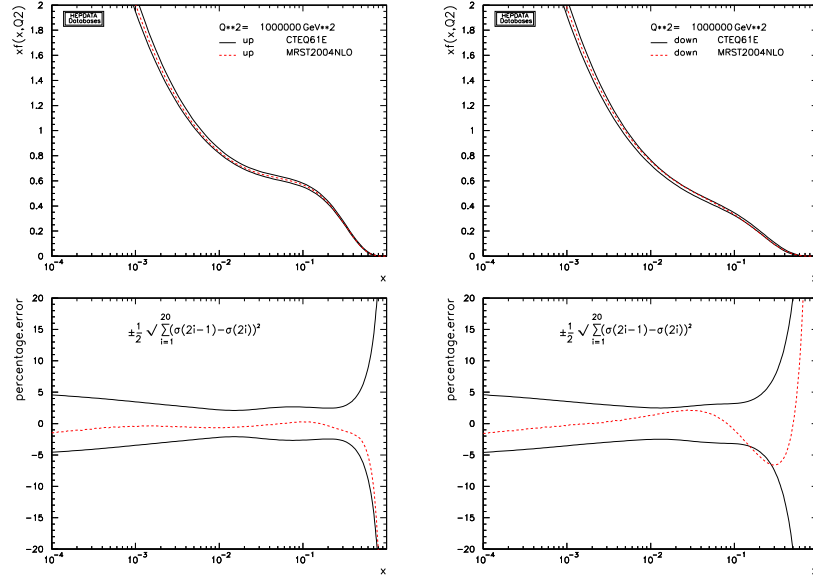 HEPDATA
Databases
xf(x,Q2)
Q**2= 1000000 GeV**2
up CTEQ61E
up MRST2004NLO
2
1.8
1.6
1.4
1.2
1
0.8
0.6
0.4
0.2
0
10⁻⁴ 10⁻³ 10⁻² 10⁻¹
x
HEPDATA
Databases
xf(x,Q2)
Q**2= 1000000 GeV**2
down CTEQ61E
down MRST2004NLO
2
1.8
1.6
1.4
1.2
1
0.8
0.6
0.4
0.2
0
10⁻⁴ 10⁻³ 10⁻² 10⁻¹
x
percentage.error
±1/2 √ 20 Σ i=1 (σ(2i−1)−σ(2i))²
20
15
10
5
0
-5
-10
-15
-20
10⁻⁴ 10⁻³ 10⁻² 10⁻¹
x
percentage.error
±1/2 √ 20 Σ i=1 (σ(2i−1)−σ(2i))²
20
15
10
5
0
-5
-10
-15
-20
10⁻⁴ 10⁻³ 10⁻² 10⁻¹
x